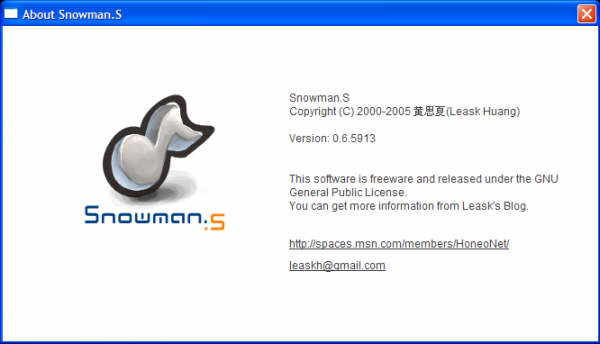 About Snowman.S
Snowman.S
Snowman.S
Copyright (C) 2000-2005 黄思夏(Leask Huang)
Version: 0.6.5913
This software is freeware and released under the GNU
General Public License.
You can get more information from Leask's Blog.
http://spaces.msn.com/members/HoneoNet/
leaskh@gmail.com